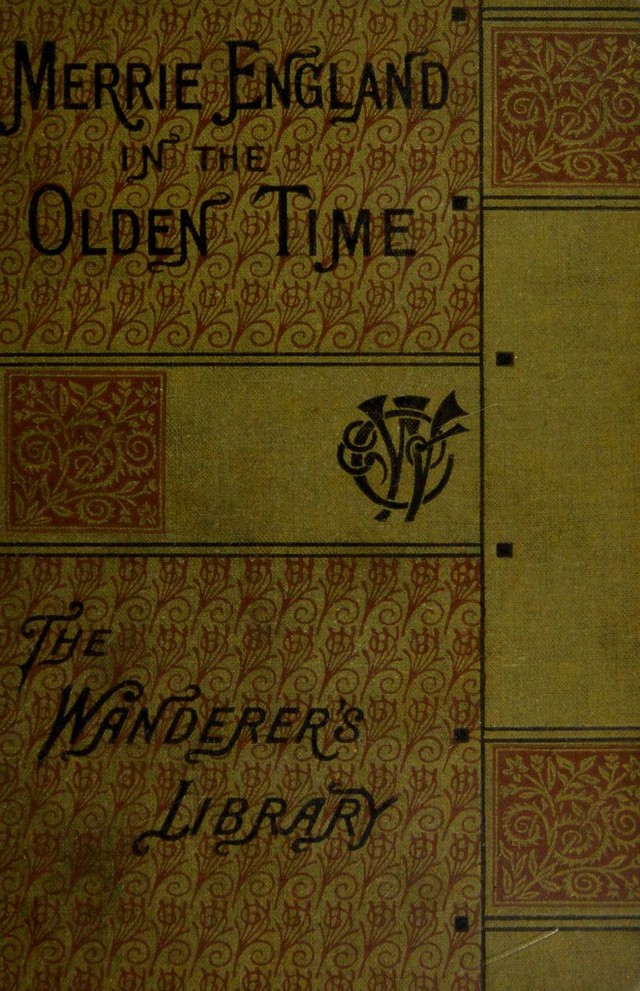 MERRIE ENGLAND
IN THE
OLDEN TIME
THE
WANDERER'S
LIBRARY